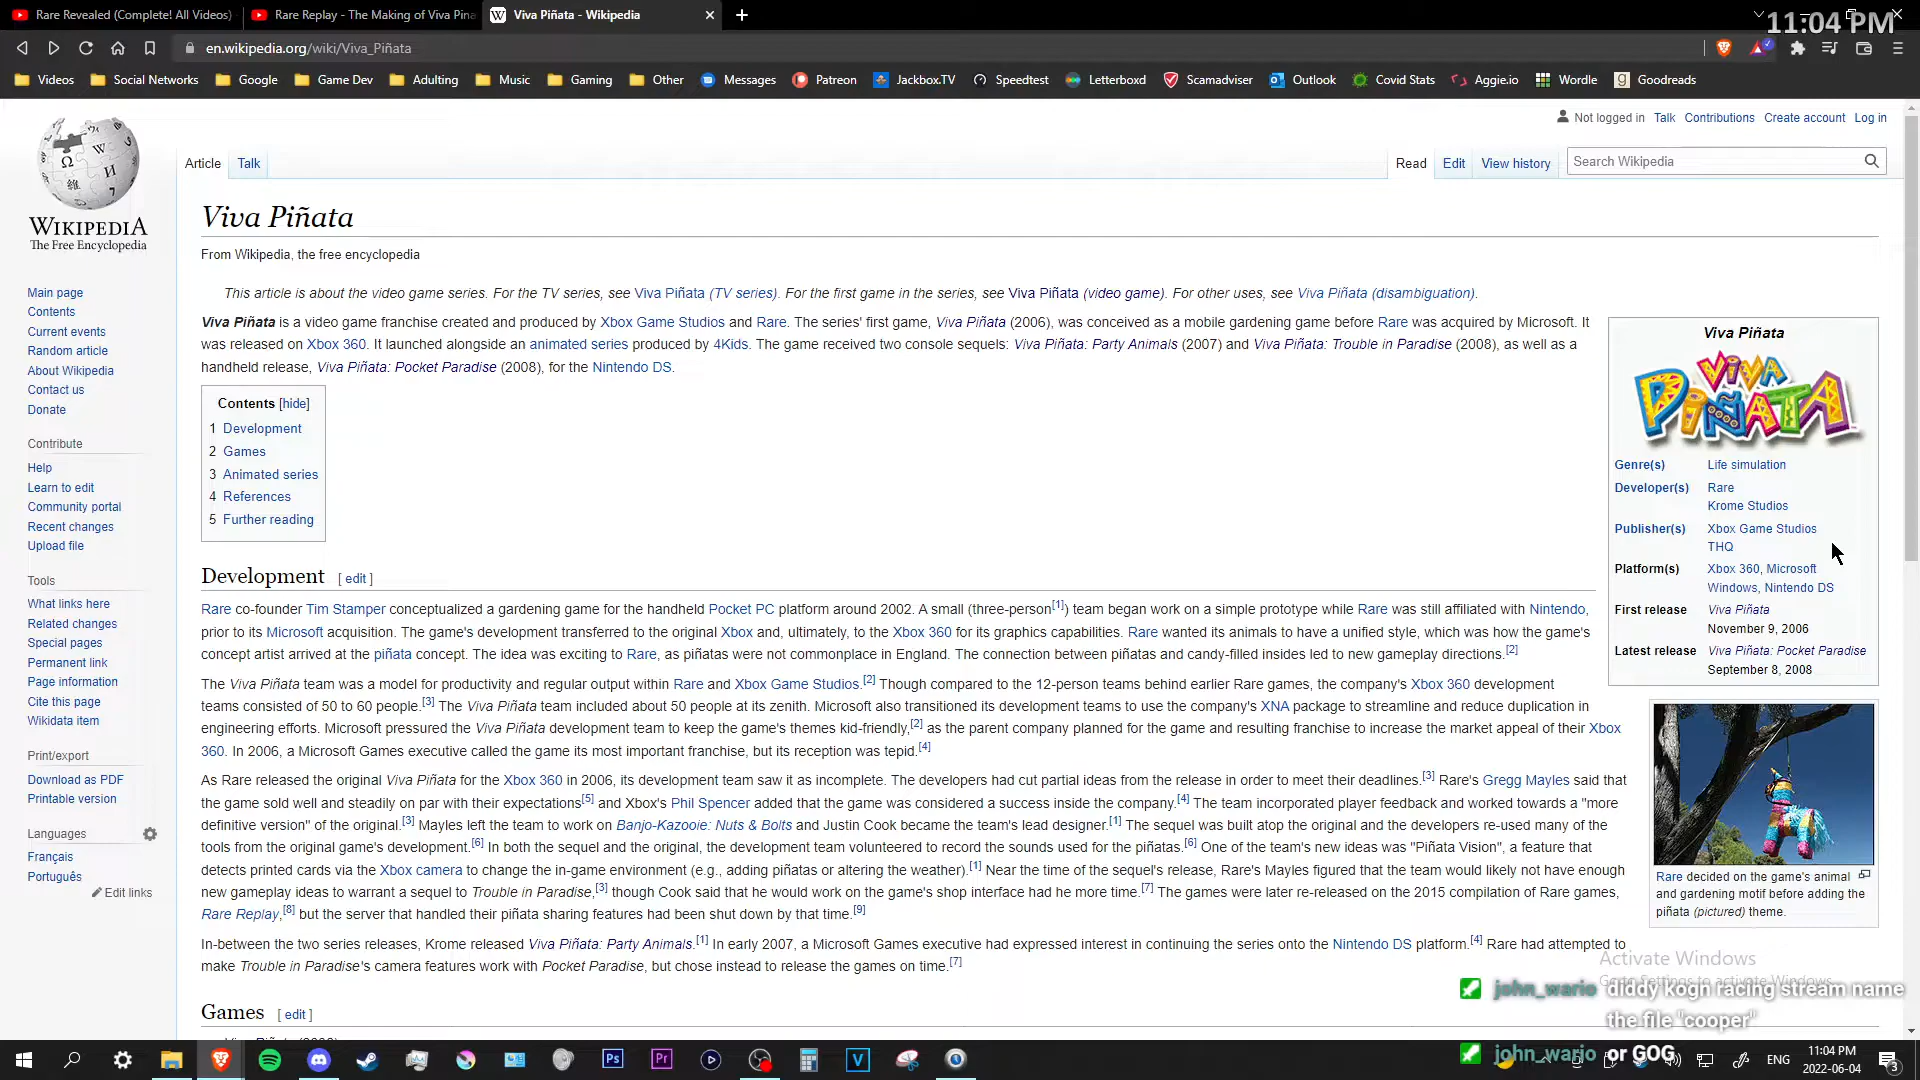 Rare Revealed (Complete! All Videos)
Rare Replay - The Making of Viva Pina
Viva Piñata - Wikipedia
11:04 PM
en.wikipedia.org/wiki/Viva_Piñata
Videos Social Networks Google Game Dev Adulting Music Gaming Other Messages Patreon Jackbox.TV Speedtest Letterboxd Scamadviser Outlook Covid Stats Aggie.io Wordle Goodreads
Not logged in Talk Contributions Create account Log in
Article Talk
Read Edit View history Search Wikipedia
WIKIPEDIA
The Free Encyclopedia
Main page
Contents
Current events
Random article
About Wikipedia
Contact us
Donate
Contribute
Help
Learn to edit
Community portal
Recent changes
Upload file
Tools
What links here
Related changes
Special pages
Permanent link
Page information
Cite this page
Wikidata item
Print/export
Download as PDF
Printable version
Languages
Français
Português
Edit links
Viva Piñata
From Wikipedia, the free encyclopedia
This article is about the video game series. For the TV series, see Viva Piñata (TV series). For the first game in the series, see Viva Piñata (video game). For other uses, see Viva Piñata (disambiguation).
Viva Piñata is a video game franchise created and produced by Xbox Game Studios and Rare. The series' first game, Viva Piñata (2006), was conceived as a mobile gardening game before Rare was acquired by Microsoft. It
was released on Xbox 360. It launched alongside an animated series produced by 4Kids. The game received two console sequels: Viva Piñata: Party Animals (2007) and Viva Piñata: Trouble in Paradise (2008), as well as a
handheld release, Viva Piñata: Pocket Paradise (2008), for the Nintendo DS.
Contents [hide]
1 Development
2 Games
3 Animated series
4 References
5 Further reading
Development [ edit ]
Rare co-founder Tim Stamper conceptualized a gardening game for the handheld Pocket PC platform around 2002. A small (three-person[1]) team began work on a simple prototype while Rare was still affiliated with Nintendo,
prior to its Microsoft acquisition. The game's development transferred to the original Xbox and, ultimately, to the Xbox 360 for its graphics capabilities. Rare wanted its animals to have a unified style, which was how the game's
concept artist arrived at the piñata concept. The idea was exciting to Rare, as piñatas were not commonplace in England. The connection between piñatas and candy-filled insides led to new gameplay directions.[2]
The Viva Piñata team was a model for productivity and regular output within Rare and Xbox Game Studios.[2] Though compared to the 12-person teams behind earlier Rare games, the company's Xbox 360 development
teams consisted of 50 to 60 people.[3] The Viva Piñata team included about 50 people at its zenith. Microsoft also transitioned its development teams to use the company's XNA package to streamline and reduce duplication in
engineering efforts. Microsoft pressured the Viva Piñata development team to keep the game's themes kid-friendly,[2] as the parent company planned for the game and resulting franchise to increase the market appeal of their Xbox
360. In 2006, a Microsoft Games executive called the game its most important franchise, but its reception was tepid.[4]
As Rare released the original Viva Piñata for the Xbox 360 in 2006, its development team saw it as incomplete. The developers had cut partial ideas from the release in order to meet their deadlines.[3] Rare's Gregg Mayles said that
the game sold well and steadily on par with their expectations[5] and Xbox's Phil Spencer added that the game was considered a success inside the company.[4] The team incorporated player feedback and worked towards a "more
definitive version" of the original.[3] Mayles left the team to work on Banjo-Kazooie: Nuts & Bolts and Justin Cook became the team's lead designer.[1] The sequel was built atop the original and the developers re-used many of the
tools from the original game's development.[6] In both the sequel and the original, the development team volunteered to record the sounds used for the piñatas.[6] One of the team's new ideas was "Piñata Vision", a feature that
detects printed cards via the Xbox camera to change the in-game environment (e.g., adding piñatas or altering the weather).[1] Near the time of the sequel's release, Rare's Mayles figured that the team would likely not have enough
new gameplay ideas to warrant a sequel to Trouble in Paradise,[3] though Cook said that he would work on the game's shop interface had he more time.[7] The games were later re-released on the 2015 compilation of Rare games,
Rare Replay,[8] but the server that handled their piñata sharing features had been shut down by that time.[9]
In-between the two series releases, Krome released Viva Piñata: Party Animals.[1] In early 2007, a Microsoft Games executive had expressed interest in continuing the series onto the Nintendo DS platform.[4] Rare had attempted to
make Trouble in Paradise's camera features work with Pocket Paradise, but chose instead to release the games on time.[7]
Games [ edit ]
Viva Piñata
VIVA PIÑATA
Genre(s) Life simulation
Developer(s) Rare
Krome Studios
Publisher(s) Xbox Game Studios
THQ
Platform(s) Xbox 360, Microsoft
Windows, Nintendo DS
First release Viva Piñata
November 9, 2006
Latest release Viva Piñata: Pocket Paradise
September 8, 2008
Rare decided on the game's animal
and gardening motif before adding the
piñata (pictured) theme.
Activate Windows
Go to Settings to activate Windows.
john_wario diddy kogn racing stream name
the file "cooper"
john_wario or GOG
Ps Pr V
ENG
11:04 PM
2022-06-04
3